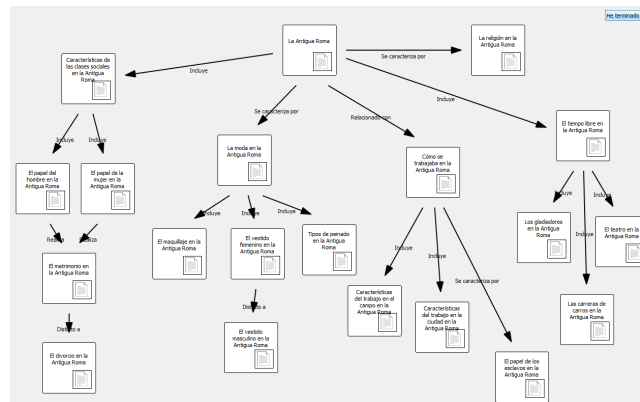 He terminado
La Antigua Roma
La religión en la
Antigua Roma
Se caracteriza por
Características de
las clases sociales
en la Antigua
Roma
Incluye
Incluye
Se caracteriza por
Relacionado con
El tiempo libre en
la Antigua Roma
Incluye
Incluye
La moda en la
Antigua Roma
Cómo se
trabajaba en la
Antigua Roma
El papel del
hombre en la
Antigua Roma
El papel de la
mujer en la
Antigua Roma
Incluye
Incluye
Incluye
Incluye
Incluye
Incluye
Realiza
Realiza
El maquillaje en la
Antigua Roma
El vestido
femenino en la
Antigua Roma
Tipos de peinado
en la Antigua
Roma
Los gladiadores
en la Antigua
Roma
El teatro en la
Antigua Roma
Incluye
Incluye
Incluye
Se caracteriza por
El matrimonio en
la Antigua Roma
Características
del trabajo en el
campo en la
Antigua Roma
Características
del trabajo en la
ciudad en la
Antigua Roma
Las carreras de
carros en la
Antigua Roma
Distinto a
Distinto a
El vestido
masculino en la
Antigua Roma
El divorcio en la
Antigua Roma
El papel de los
esclavos en la
Antigua Roma